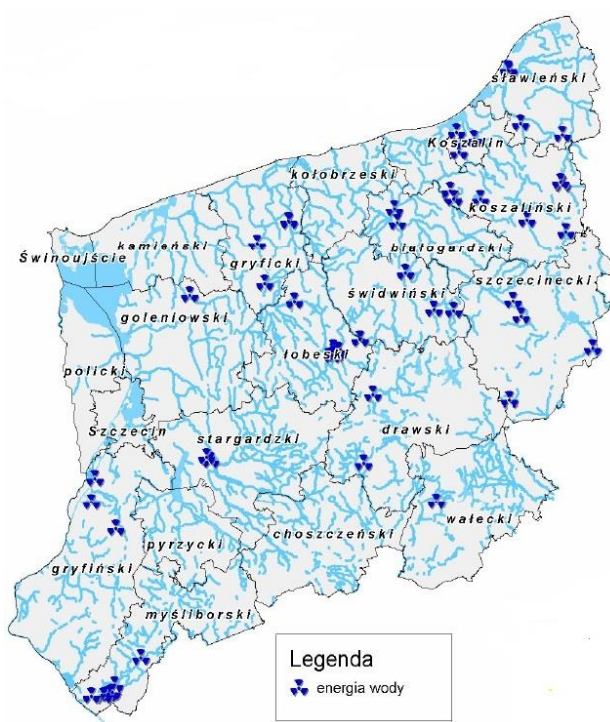 sławieński
Koszalin
kołobrzeski
koszaliński
kamieński
białogardzki
Świnoujście
gryficki
szczecinecki
świdwiński
goleniowski
łobeski
policki
Szczecin
stargardzki
drawski
wałecki
choszczeński
pyrzycki
gryfiński
myśliborski
Legenda
energia wody